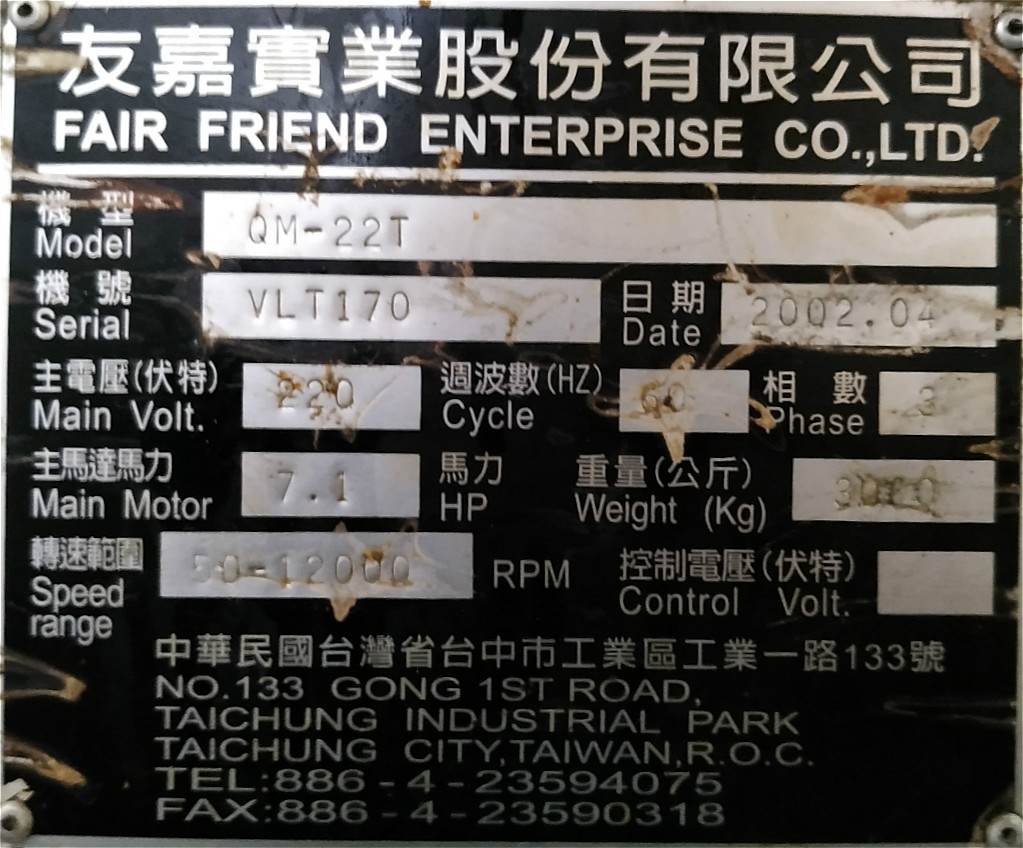 友嘉實業股份有限公司
FAIR FRIEND ENTERPRISE CO.,LTD.
機型 QM-22T
Model
機號 VLT170 日期 2002.04
Serial Date
主電壓(伏特) 220 週波數(HZ) 60 相數 3
Main Volt. Cycle Phase
主馬達馬力 7.1 馬力 重量(公斤)
Main Motor HP Weight (Kg)
轉速範圍 50-12000 RPM 控制電壓(伏特)
Speed Control Volt.
range
中華民國台灣省台中市工業區工業一路133號
NO.133 GONG 1ST ROAD,
TAICHUNG INDUSTRIAL PARK
TAICHUNG CITY,TAIWAN,R.O.C.
TEL:886-4-23594075
FAX:886-4-23590318